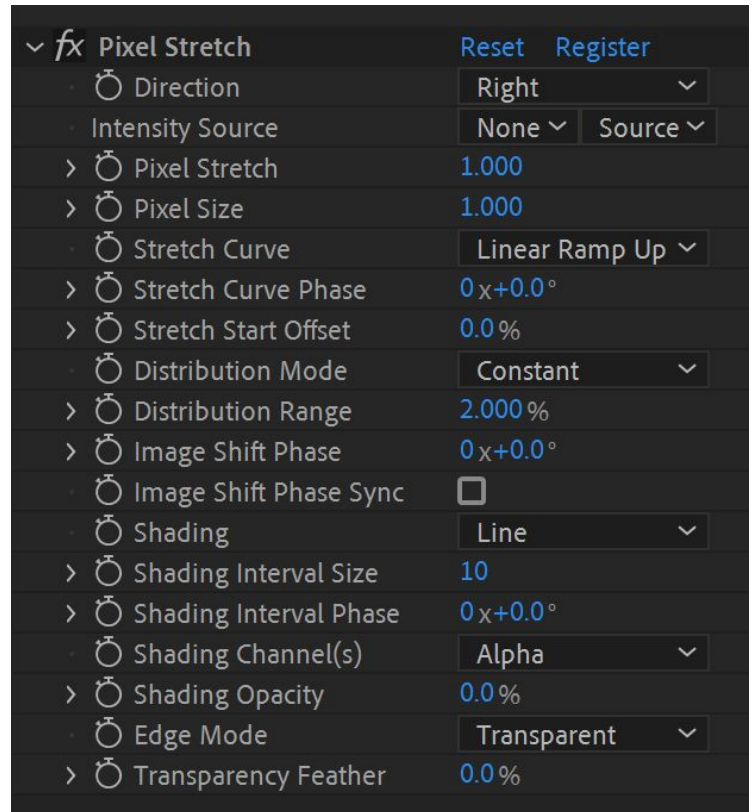 fx Pixel Stretch Reset Register
Direction Right
Intensity Source None Source
Pixel Stretch 1.000
Pixel Size 1.000
Stretch Curve Linear Ramp Up
Stretch Curve Phase 0x+0.0°
Stretch Start Offset 0.0%
Distribution Mode Constant
Distribution Range 2.000%
Image Shift Phase 0x+0.0°
Image Shift Phase Sync
Shading Line
Shading Interval Size 10
Shading Interval Phase 0x+0.0°
Shading Channel(s) Alpha
Shading Opacity 0.0%
Edge Mode Transparent
Transparency Feather 0.0%